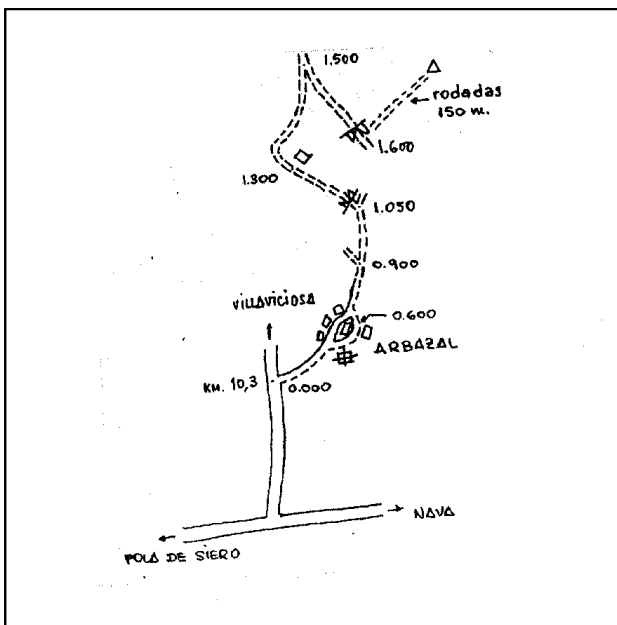 1.500
rodadas
150 m.
1.600
1.300
1.050
0.900
VILLAVICIOSA
0.600
ARBAZAL
KM. 10,3
0.000
NAVA
POLA DE SIERO